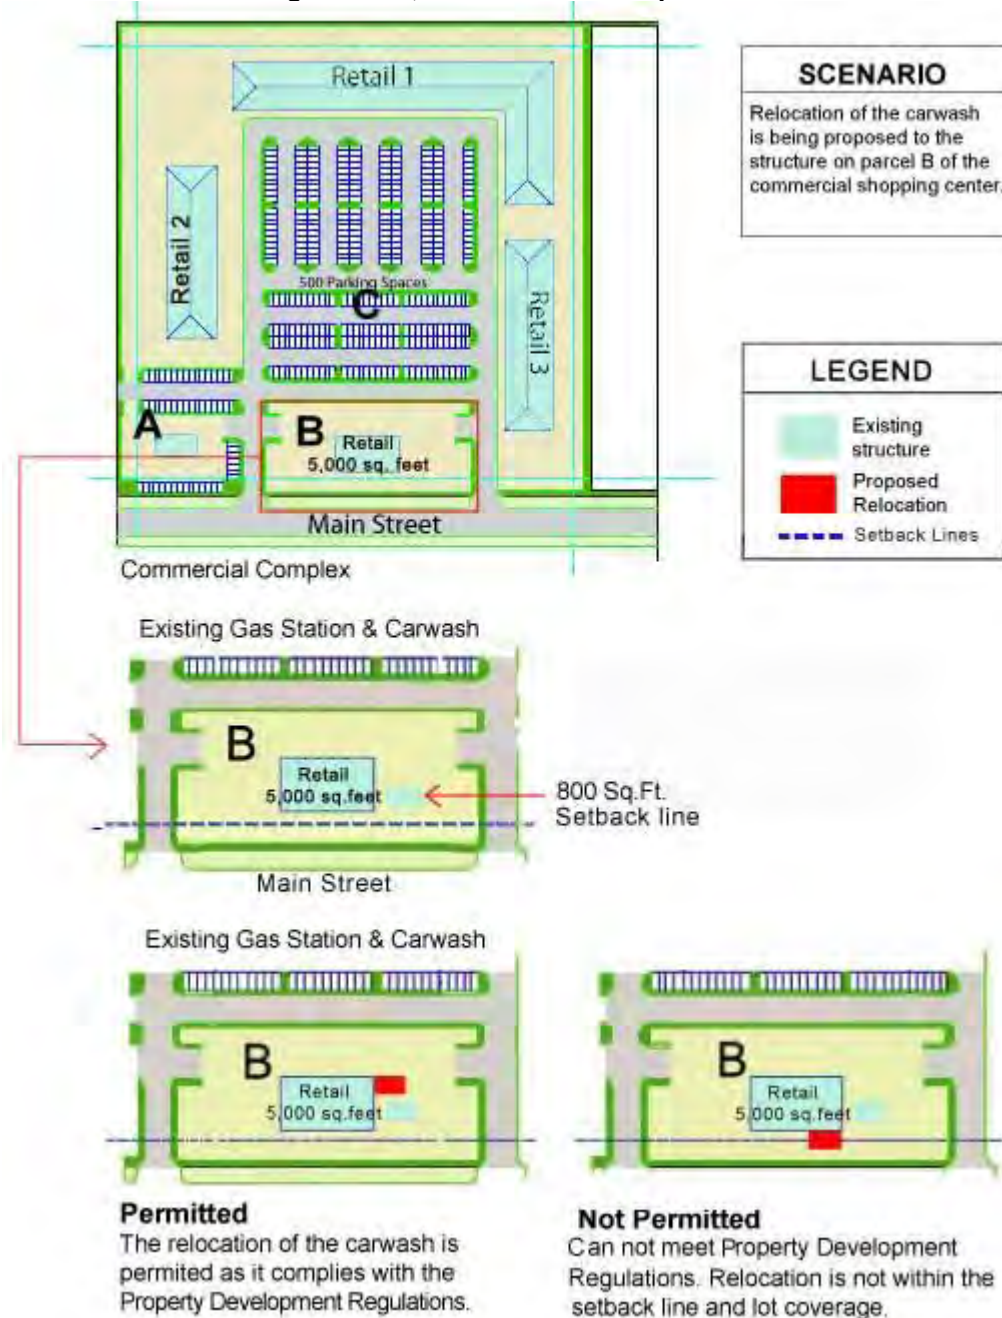 Retail 1
SCENARIO
Relocation of the carwash
is being proposed to the
structure on parcel B of the
commercial shopping center.
Retail 2
500 Parking Spaces
C
Retail 3
A
B
Retail
5,000 sq. feet
Main Street
Commercial Complex
LEGEND
Existing
structure
Proposed
Relocation
Setback Lines
Existing Gas Station & Carwash
B
Retail
5,000 sq.feet
800 Sq.Ft.
Setback line
Main Street
Existing Gas Station & Carwash
B
Retail
5,000 sq.feet
B
Retail
5,000 sq.feet
Permitted
The relocation of the carwash is
permited as it complies with the
Property Development Regulations.
Not Permitted
Can not meet Property Development
Regulations. Relocation is not within the
setback line and lot coverage.